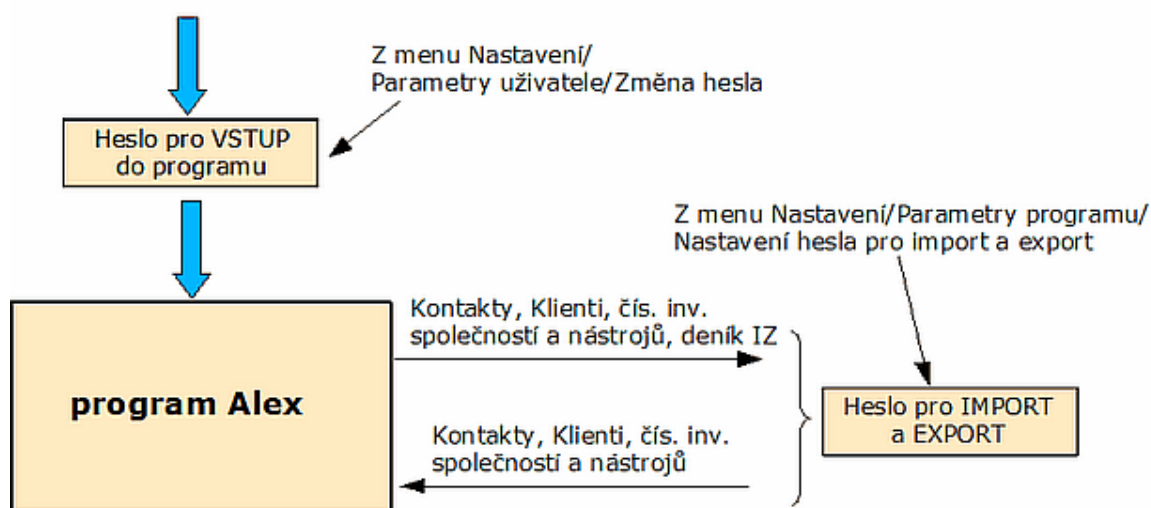 Z menu Nastavení/
Parametry uživatele/Změna hesla
Heslo pro VSTUP
do programu
Z menu Nastavení/Parametry programu/
Nastavení hesla pro import a export
Kontakty, Klienti, čís. inv.
společností a nástrojů, deník IZ
program Alex
Heslo pro IMPORT
a EXPORT
Kontakty, Klienti, čís. inv.
společností a nástrojů